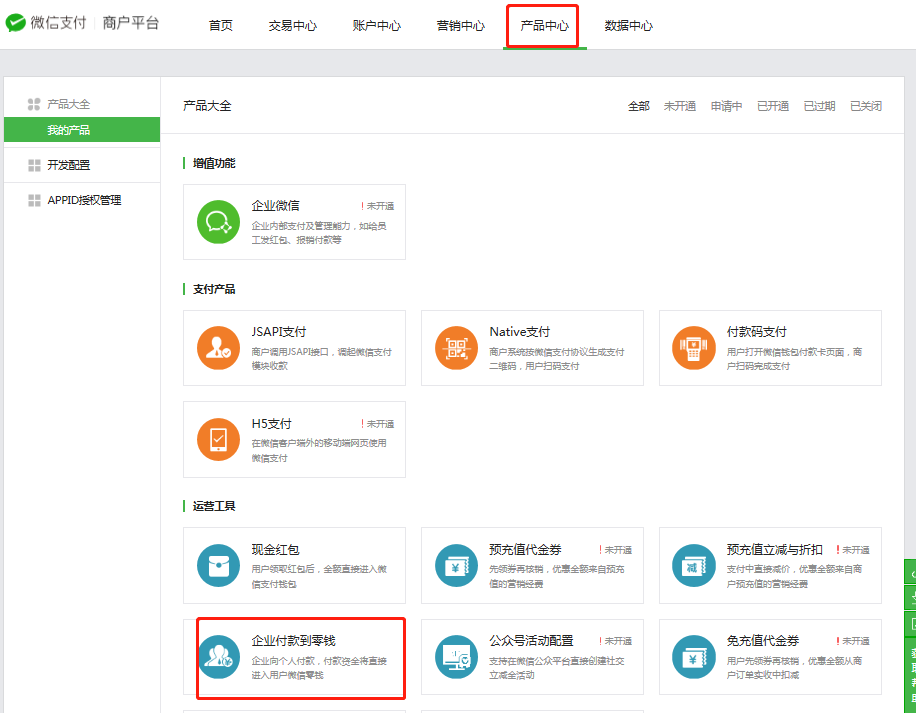 微信支付 商户平台
首页 交易中心 账户中心 营销中心 产品中心 数据中心
产品大全
我的产品
开发配置
APPID授权管理
产品大全
全部 未开通 申请中 已开通 已过期 已关闭
增值功能
企业微信
!未开通
企业内部支付及管理能力,如给员
工发红包、报销付款等
支付产品
JSAPI支付
商户调用JSAPI接口,调起微信支付
模块收款
Native支付
商户系统按微信支付协议生成支付
二维码,用户扫码支付
付款码支付
用户打开微信钱包付款卡页面,商
户扫码完成支付
H5支付
!未开通
在微信客户端外的移动端网页使用
微信支付
运营工具
现金红包
用户领取红包后,金额直接进入微
信支付钱包
预充值代金券
!未开通
先领券再核销,优惠金额来自预充
值的营销经费
预充值立减与折扣
!未开通
减
支付中直接减价,优惠金额来自商
户预充值的营销经费
企业付款到零钱
企业向个人付款,付款资金将直接
进入用户微信零钱
公众号活动配置
!未开通
支持在微信公众平台直接创建社交
立减金活动
免充值代金券
!未开通
用户先领券再核销,优惠金额从商
户订单实收中扣减